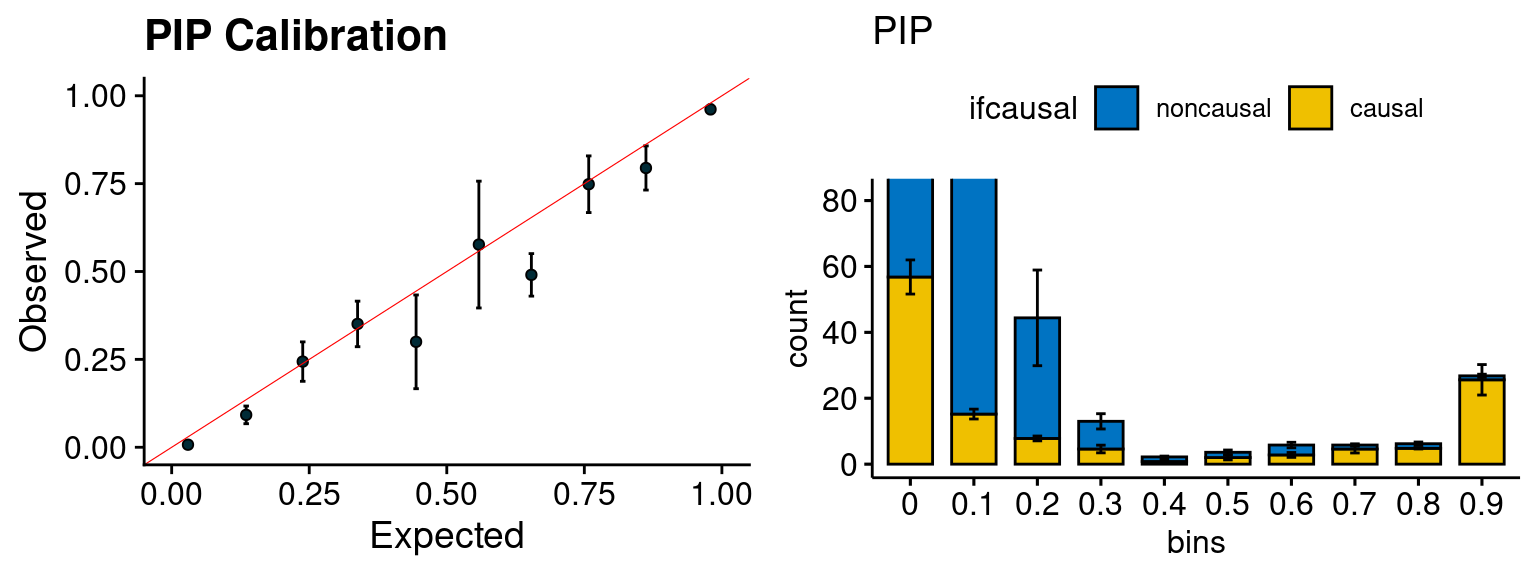 PIP Calibration
Observed
1.00
0.75
0.50
0.25
0.00
0.00 0.25 0.50 0.75 1.00
Expected
PIP
ifcausal noncausal causal
count
80
60
40
20
0
0 0.1 0.2 0.3 0.4 0.5 0.6 0.7 0.8 0.9
bins